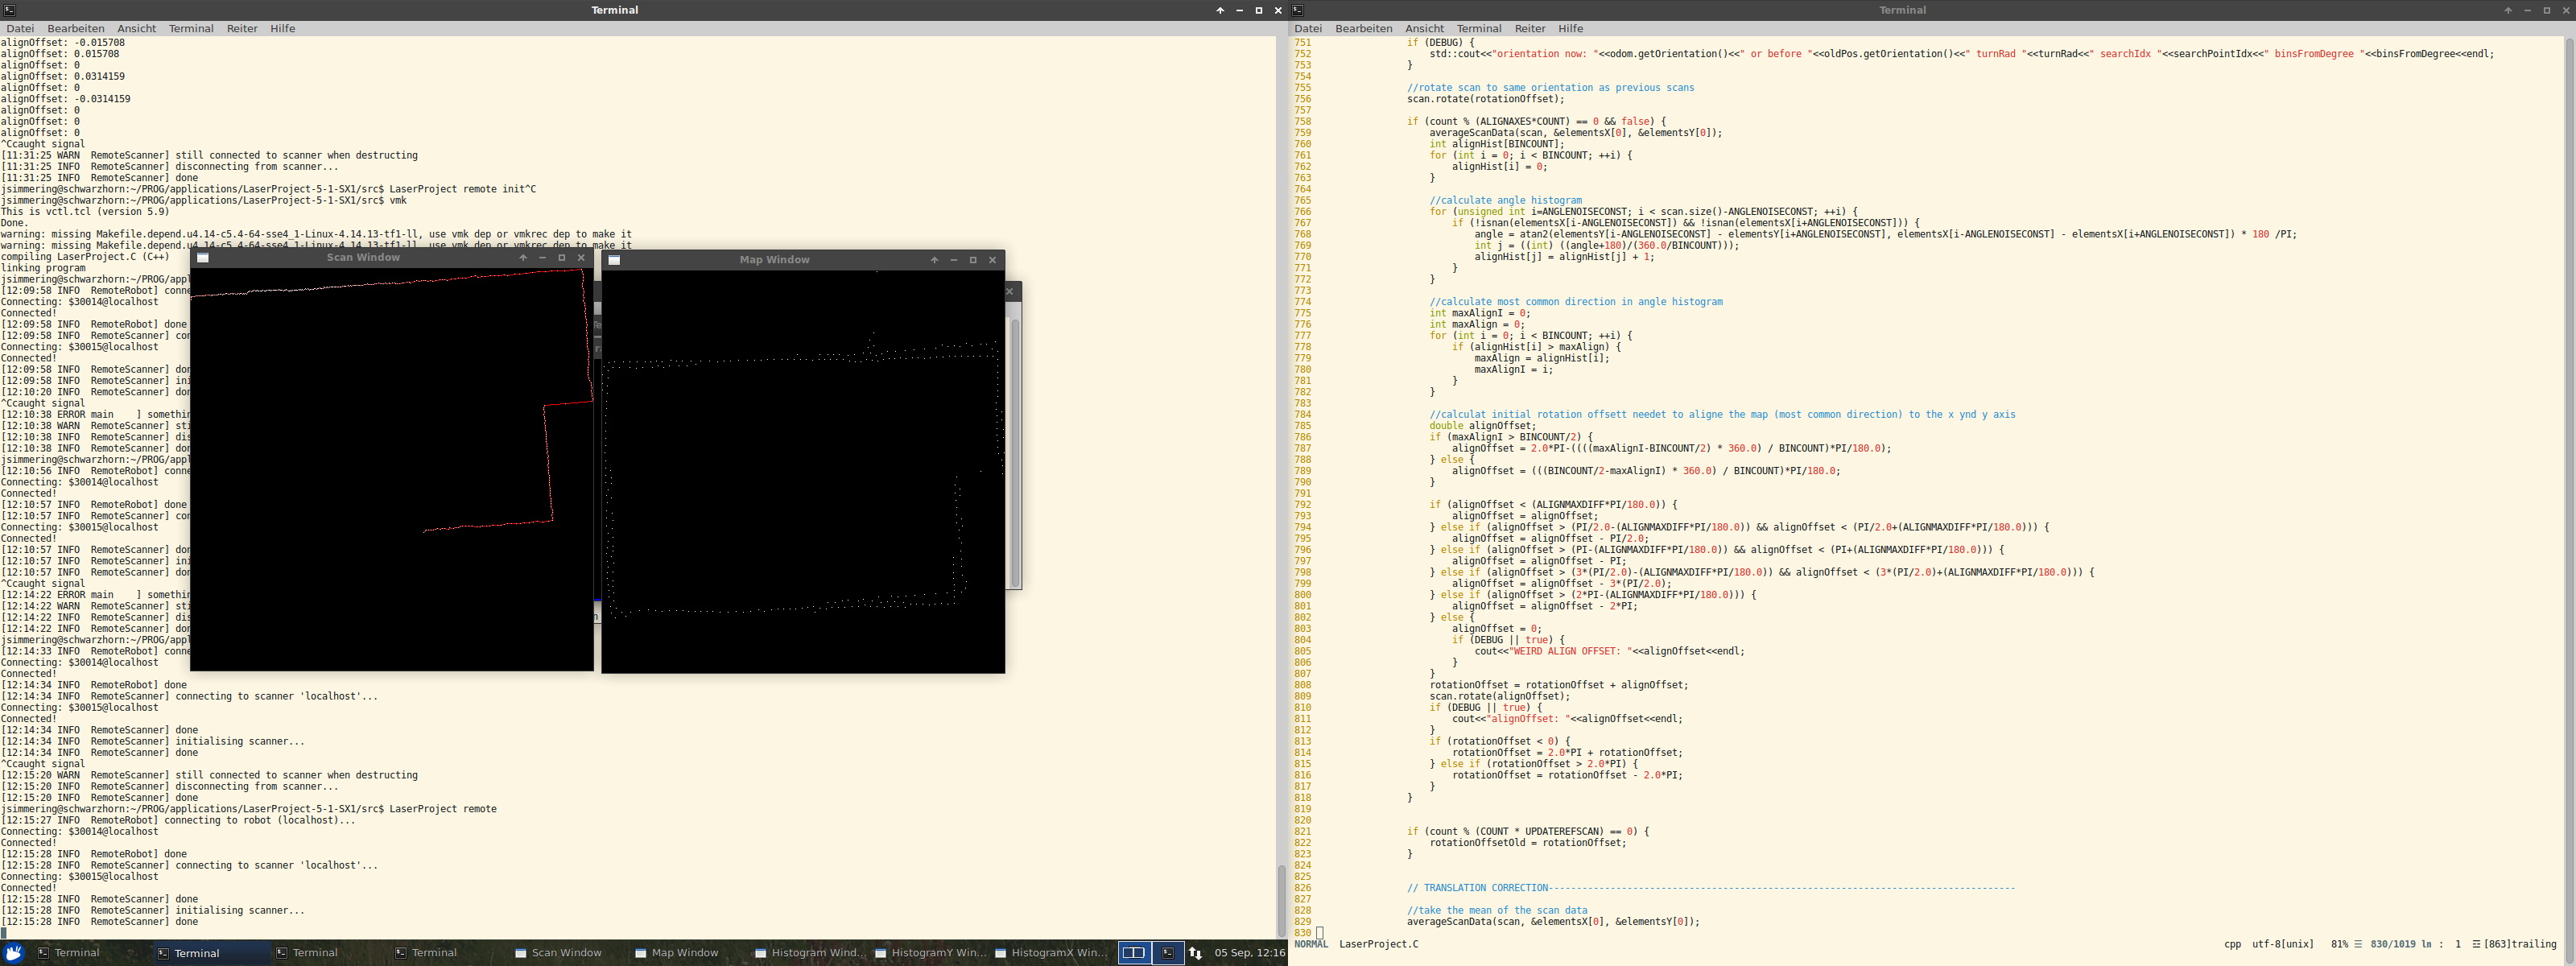 Terminal
Datei Bearbeiten Ansicht Terminal Reiter Hilfe
alignOffset: -0.015708
alignOffset: 0.015708
alignOffset: 0
alignOffset: 0.0314159
alignOffset: 0
alignOffset: -0.0314159
alignOffset: 0
alignOffset: 0
alignOffset: 0
^Ccaught signal
[11:31:25 WARN  RemoteScanner] still connected to scanner when destructing
[11:31:25 INFO  RemoteScanner] disconnecting from scanner...
[11:31:25 INFO  RemoteScanner] done
jsimmering@schwarzhorn:~/PROG/applications/LaserProject-5-1-SX1/src$ LaserProject remote init^C
jsimmering@schwarzhorn:~/PROG/applications/LaserProject-5-1-SX1/src$ vmk
This is vctl.tcl (version 5.9)
Done.
warning: missing Makefile.depend.u4.14-c5.4-64-sse4_1-Linux-4.14.13-tf1-ll, use vmk dep or vmkrec dep to make it
warning: missing Makefile.depend.u4.14-c5.4-64-sse4_1-Linux-4.14.13-tf1-ll, use vmk dep or vmkrec dep to make it
compiling LaserProject.C (C++)
linking program
jsimmering@schwarzhorn:~/PROG/appl
[12:09:58 INFO  RemoteRobot] conne
Connecting: $30014@localhost
Connected!
[12:09:58 INFO  RemoteRobot] done
[12:09:58 INFO  RemoteScanner] con
Connecting: $30015@localhost
Connected!
[12:09:58 INFO  RemoteScanner] don
[12:09:58 INFO  RemoteScanner] ini
[12:10:20 INFO  RemoteScanner] don
^Ccaught signal
[12:10:38 ERROR main    ] somethin
[12:10:38 WARN  RemoteScanner] sti
[12:10:38 INFO  RemoteScanner] dis
[12:10:38 INFO  RemoteScanner] don
jsimmering@schwarzhorn:~/PROG/appl
[12:10:56 INFO  RemoteRobot] conne
Connecting: $30014@localhost
Connected!
[12:10:57 INFO  RemoteRobot] done
[12:10:57 INFO  RemoteScanner] con
Connecting: $30015@localhost
Connected!
[12:10:57 INFO  RemoteScanner] don
[12:10:57 INFO  RemoteScanner] ini
[12:10:57 INFO  RemoteScanner] don
^Ccaught signal
[12:14:22 ERROR main    ] somethin
[12:14:22 WARN  RemoteScanner] sti
[12:14:22 INFO  RemoteScanner] dis
[12:14:22 INFO  RemoteScanner] don
jsimmering@schwarzhorn:~/PROG/appl
[12:14:33 INFO  RemoteRobot] conne
Connecting: $30014@localhost
Connected!
[12:14:34 INFO  RemoteRobot] done
[12:14:34 INFO  RemoteScanner] connecting to scanner 'localhost'...
Connecting: $30015@localhost
Connected!
[12:14:34 INFO  RemoteScanner] done
[12:14:34 INFO  RemoteScanner] initialising scanner...
[12:14:34 INFO  RemoteScanner] done
^Ccaught signal
[12:15:20 WARN  RemoteScanner] still connected to scanner when destructing
[12:15:20 INFO  RemoteScanner] disconnecting from scanner...
[12:15:20 INFO  RemoteScanner] done
jsimmering@schwarzhorn:~/PROG/applications/LaserProject-5-1-SX1/src$ LaserProject remote
[12:15:27 INFO  RemoteRobot] connecting to robot (localhost)...
Connecting: $30014@localhost
Connected!
[12:15:28 INFO  RemoteRobot] done
[12:15:28 INFO  RemoteScanner] connecting to scanner 'localhost'...
Connecting: $30015@localhost
Connected!
[12:15:28 INFO  RemoteScanner] done
[12:15:28 INFO  RemoteScanner] initialising scanner...
[12:15:28 INFO  RemoteScanner] done
Scan Window
Map Window
Terminal
Datei Bearbeiten Ansicht Terminal Reiter Hilfe
751 if (DEBUG) {
752 std::cout<<"orientation now: "<<odom.getOrientation()<<" or before "<<oldPos.getOrientation()<<" turnRad "<<turnRad<<" searchIdx "<<searchPointIdx<<" binsFromDegree "<<binsFromDegree<<endl;
753 }
754
755 //rotate scan to same orientation as previous scans
756 scan.rotate(rotationOffset);
757
758 if (count % (ALIGNAXES*COUNT) == 0 && false) {
759 averageScanData(scan, &elementsX[0], &elementsY[0]);
760 int alignHist[BINCOUNT];
761 for (int i = 0; i < BINCOUNT; ++i) {
762 alignHist[i] = 0;
763 }
764
765 //calculate angle histogram
766 for (unsigned int i=ANGLENOISECONST; i < scan.size()-ANGLENOISECONST; ++i) {
767 if (!isnan(elementsX[i-ANGLENOISECONST]) && !isnan(elementsX[i+ANGLENOISECONST])) {
768 angle = atan2(elementsY[i-ANGLENOISECONST] - elementsY[i+ANGLENOISECONST], elementsX[i-ANGLENOISECONST] - elementsX[i+ANGLENOISECONST]) * 180 /PI;
769 int j = ((int) ((angle+180)/(360.0/BINCOUNT)));
770 alignHist[j] = alignHist[j] + 1;
771 }
772 }
773
774 //calculate most common direction in angle histogram
775 int maxAlignI = 0;
776 int maxAlign = 0;
777 for (int i = 0; i < BINCOUNT; ++i) {
778 if (alignHist[i] > maxAlign) {
779 maxAlign = alignHist[i];
780 maxAlignI = i;
781 }
782 }
783
784 //calculat initial rotation offsett needet to aligne the map (most common direction) to the x ynd y axis
785 double alignOffset;
786 if (maxAlignI > BINCOUNT/2) {
787 alignOffset = 2.0*PI-((((maxAlignI-BINCOUNT/2) * 360.0) / BINCOUNT)*PI/180.0);
788 } else {
789 alignOffset = (((BINCOUNT/2-maxAlignI) * 360.0) / BINCOUNT)*PI/180.0;
790 }
791
792 if (alignOffset < (ALIGNMAXDIFF*PI/180.0)) {
793 alignOffset = alignOffset;
794 } else if (alignOffset > (PI/2.0-(ALIGNMAXDIFF*PI/180.0)) && alignOffset < (PI/2.0+(ALIGNMAXDIFF*PI/180.0))) {
795 alignOffset = alignOffset - PI/2.0;
796 } else if (alignOffset > (PI-(ALIGNMAXDIFF*PI/180.0)) && alignOffset < (PI+(ALIGNMAXDIFF*PI/180.0))) {
797 alignOffset = alignOffset - PI;
798 } else if (alignOffset > (3*(PI/2.0)-(ALIGNMAXDIFF*PI/180.0)) && alignOffset < (3*(PI/2.0)+(ALIGNMAXDIFF*PI/180.0))) {
799 alignOffset = alignOffset - 3*(PI/2.0);
800 } else if (alignOffset > (2*PI-(ALIGNMAXDIFF*PI/180.0))) {
801 alignOffset = alignOffset - 2*PI;
802 } else {
803 alignOffset = 0;
804 if (DEBUG || true) {
805 cout<<"WEIRD ALIGN OFFSET: "<<alignOffset<<endl;
806 }
807 }
808 rotationOffset = rotationOffset + alignOffset;
809 scan.rotate(alignOffset);
810 if (DEBUG || true) {
811 cout<<"alignOffset: "<<alignOffset<<endl;
812 }
813 if (rotationOffset < 0) {
814 rotationOffset = 2.0*PI + rotationOffset;
815 } else if (rotationOffset > 2.0*PI) {
816 rotationOffset = rotationOffset - 2.0*PI;
817 }
818 }
819
820
821 if (count % (COUNT * UPDATEREFSCAN) == 0) {
822 rotationOffsetOld = rotationOffset;
823 }
824
825
826 // TRANSLATION CORRECTION-----------------------------------------------------------------------------------
827
828 //take the mean of the scan data
829 averageScanData(scan, &elementsX[0], &elementsY[0]);
830
NORMAL LaserProject.C cpp utf-8[unix] 81% ☰ 830/1019 ln : 1 ☲ [863]trailing
Terminal Terminal Terminal Terminal Scan Window Map Window Histogram Wind... HistogramY Win... HistogramX Win... 05 Sep, 12:16